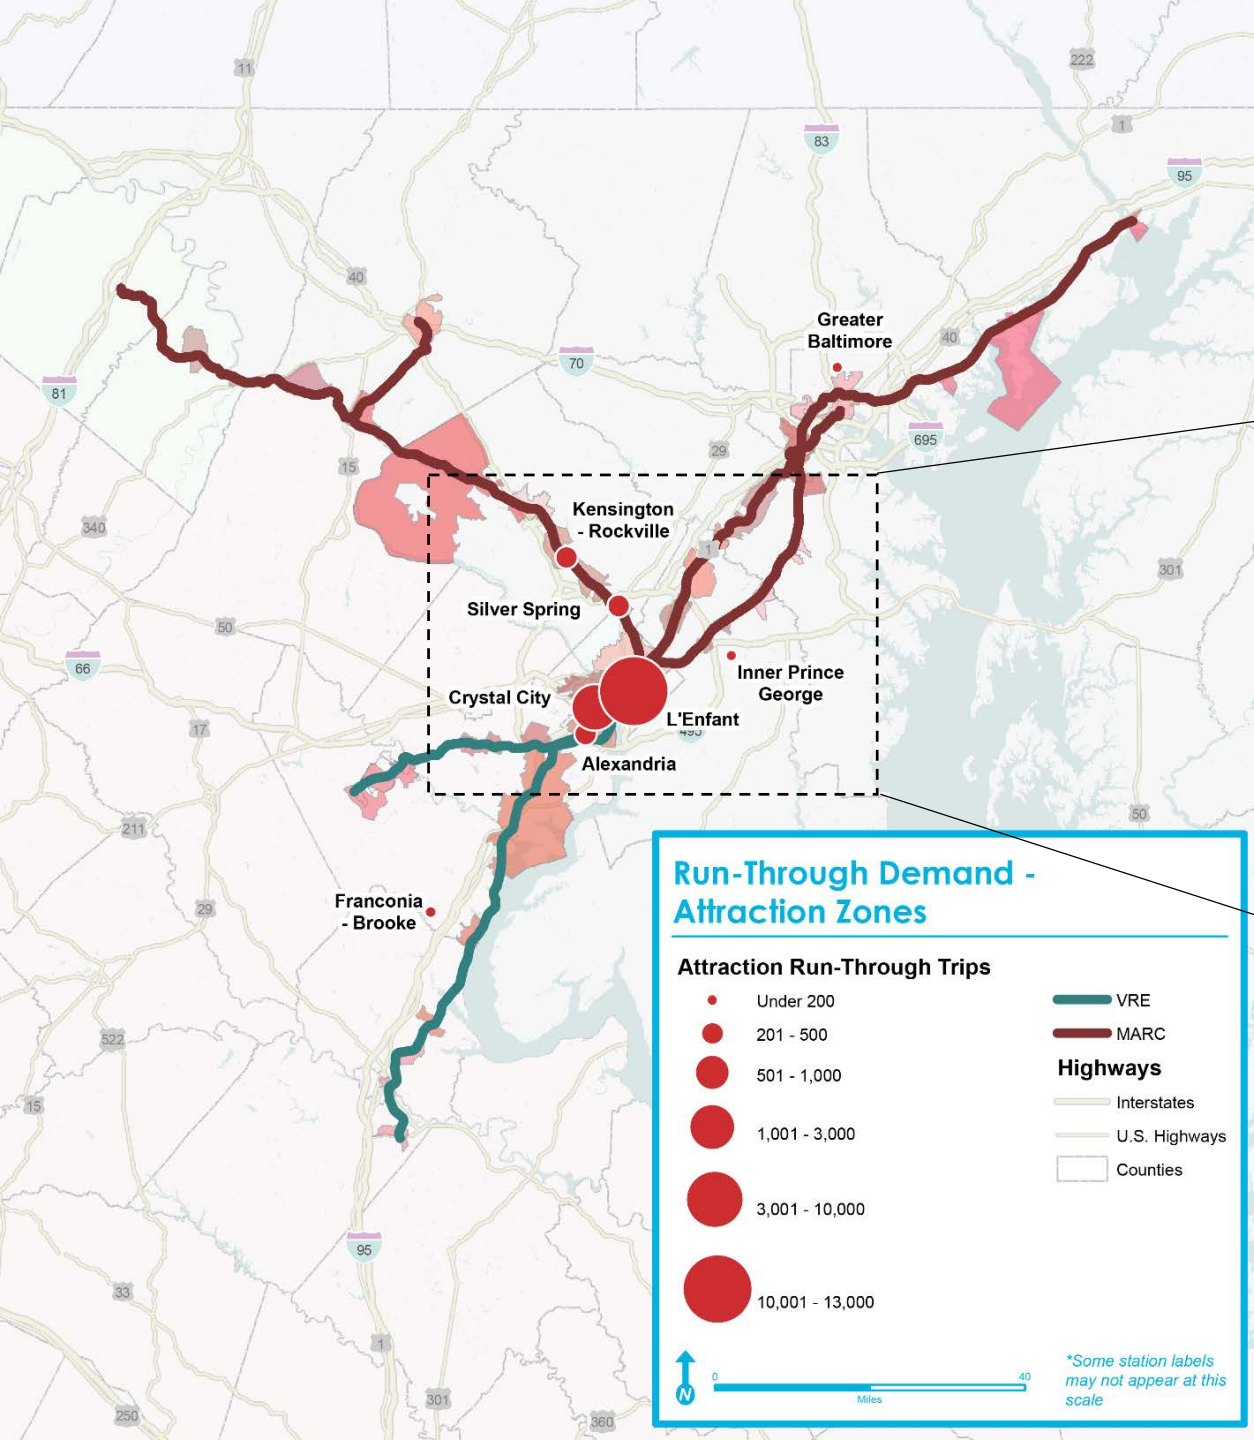 11
222
1
83
95
40
Greater
Baltimore
40
70
81
695
29
15
Kensington
- Rockville
340
1
301
Silver Spring
50
66
Inner Prince
George
Crystal City
L'Enfant
17
495
Alexandria
50
211
Franconia
- Brooke
29
522
15
95
33
1
301
250
360
Run-Through Demand -
Attraction Zones
Attraction Run-Through Trips
Under 200
201 - 500
501 - 1,000
1,001 - 3,000
3,001 - 10,000
10,001 - 13,000
VRE
MARC
Highways
Interstates
U.S. Highways
Counties
N
0
40
Miles
*Some station labels
may not appear at this
scale